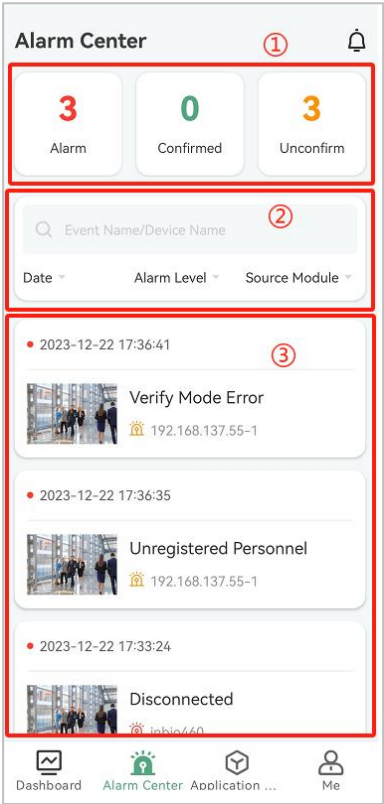 Alarm Center
①
3
0
3
Alarm
Confirmed
Unconfirm
②
Event Name/Device Name
Date
Alarm Level
Source Module
③
2023-12-22 17:36:41
Verify Mode Error
192.168.137.55-1
2023-12-22 17:36:35
Unregistered Personnel
192.168.137.55-1
2023-12-22 17:33:24
Disconnected
inbio460
Dashboard
Alarm Center
Application ...
Me